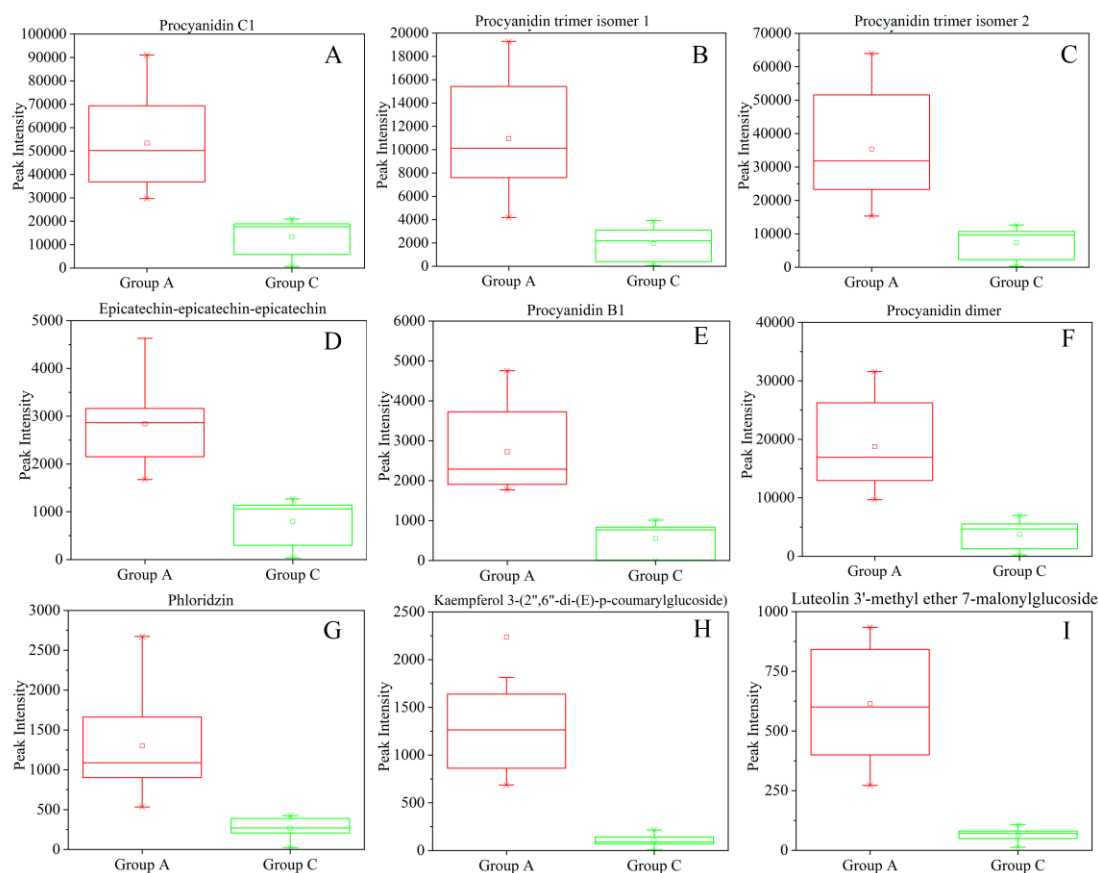 Procyanidin C1
A
100000
90000
80000
70000
60000
50000
40000
30000
20000
10000
0
Peak Intensity
Group A
Group C
Procyanidin trimer isomer 1
B
20000
18000
16000
14000
12000
10000
8000
6000
4000
2000
0
Peak Intensity
Group A
Group C
Procyanidin trimer isomer 2
C
70000
60000
50000
40000
30000
20000
10000
0
Peak Intensity
Group A
Group C
Epicatechin-epicatechin-epicatechin
D
5000
4000
3000
2000
1000
0
Peak Intensity
Group A
Group C
Procyanidin B1
E
6000
5000
4000
3000
2000
1000
0
Peak Intensity
Group A
Group C
Procyanidin dimer
F
40000
30000
20000
10000
0
Peak Intensity
Group A
Group C
Phloridzin
G
3000
2500
2000
1500
1000
500
0
Peak Intensity
Group A
Group C
Kaempferol 3-(2",6"-di-(E)-p-coumarylglucoside)
H
2500
2000
1500
1000
500
0
Peak Intensity
Group A
Group C
Luteolin 3'-methyl ether 7-malonylglucoside
I
1000
750
500
250
0
Peak Intensity
Group A
Group C